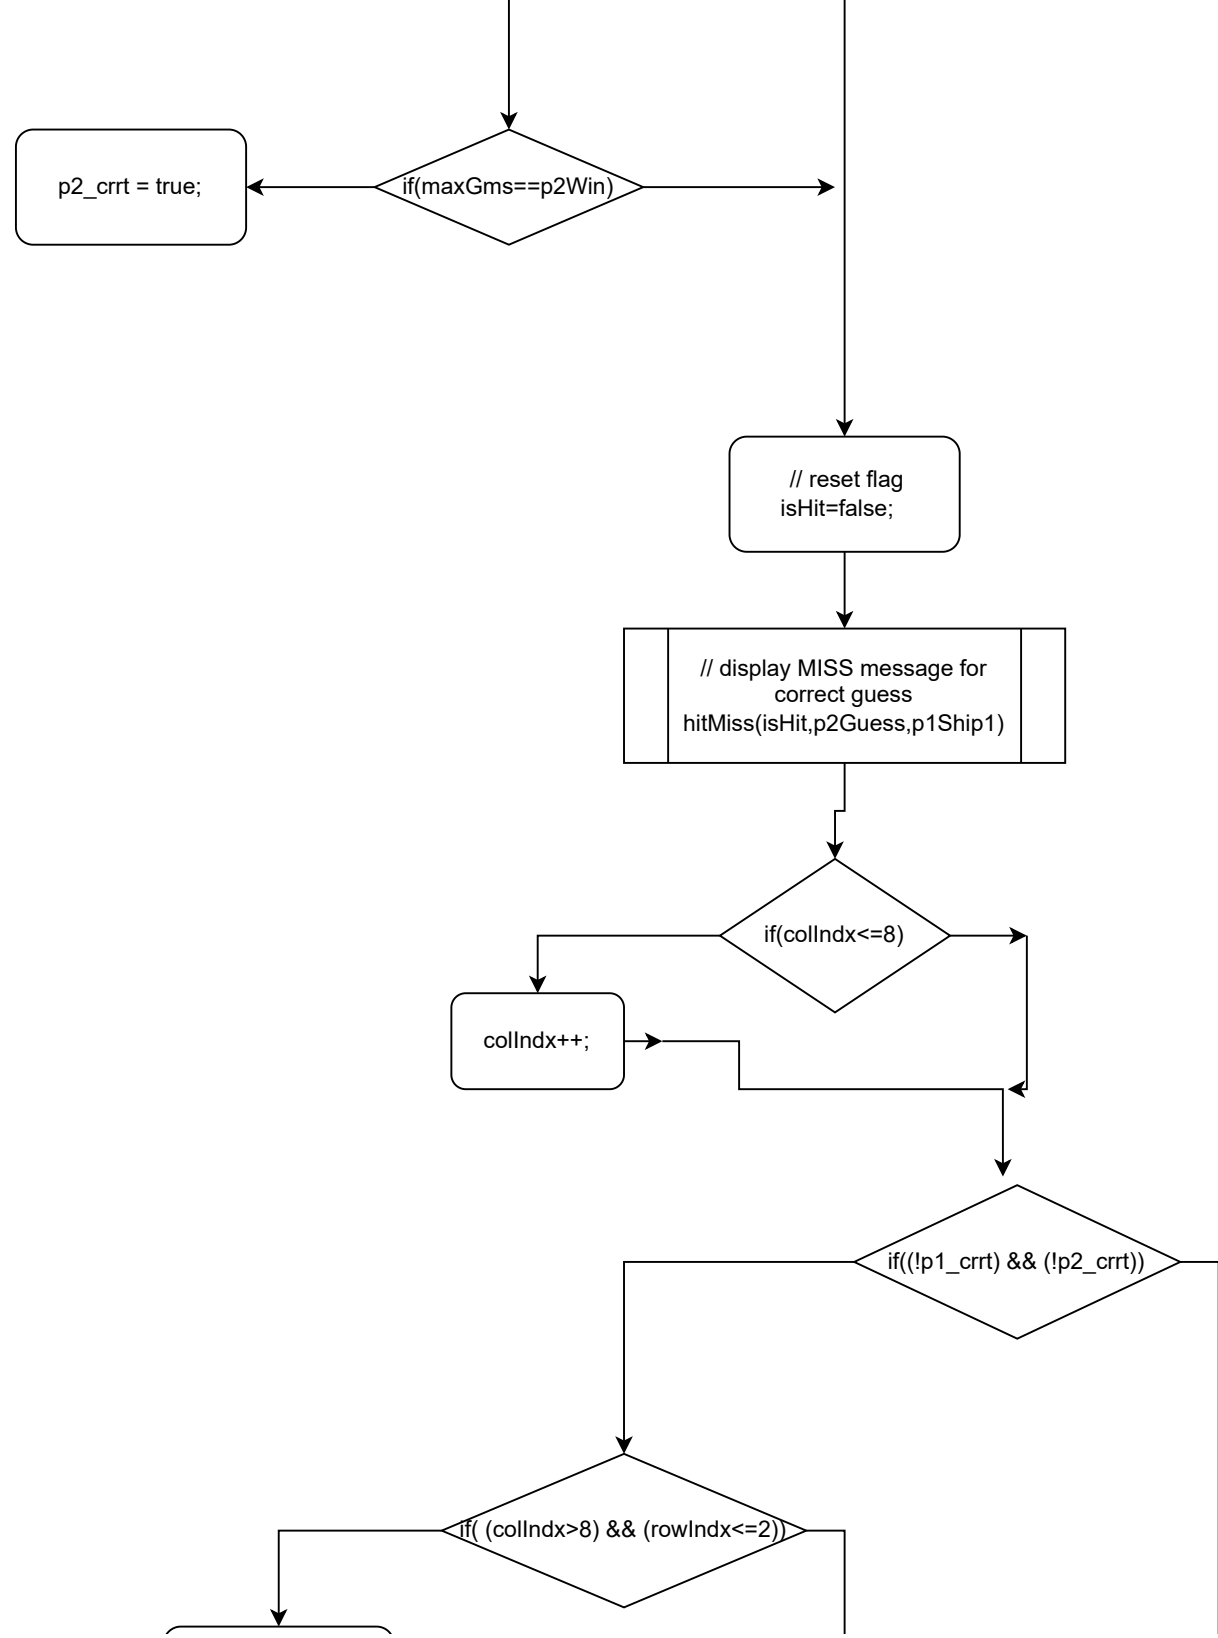 p2_crrt = true;
if(maxGms==p2Win)
// reset flag
isHit=false;
// display MISS message for
correct guess
hitMiss(isHit,p2Guess,p1Ship1)
if(colIndx<=8)
colIndx++;
if((!p1_crrt) && (!p2_crrt))
if( (colIndx>8) && (rowIndx<=2))